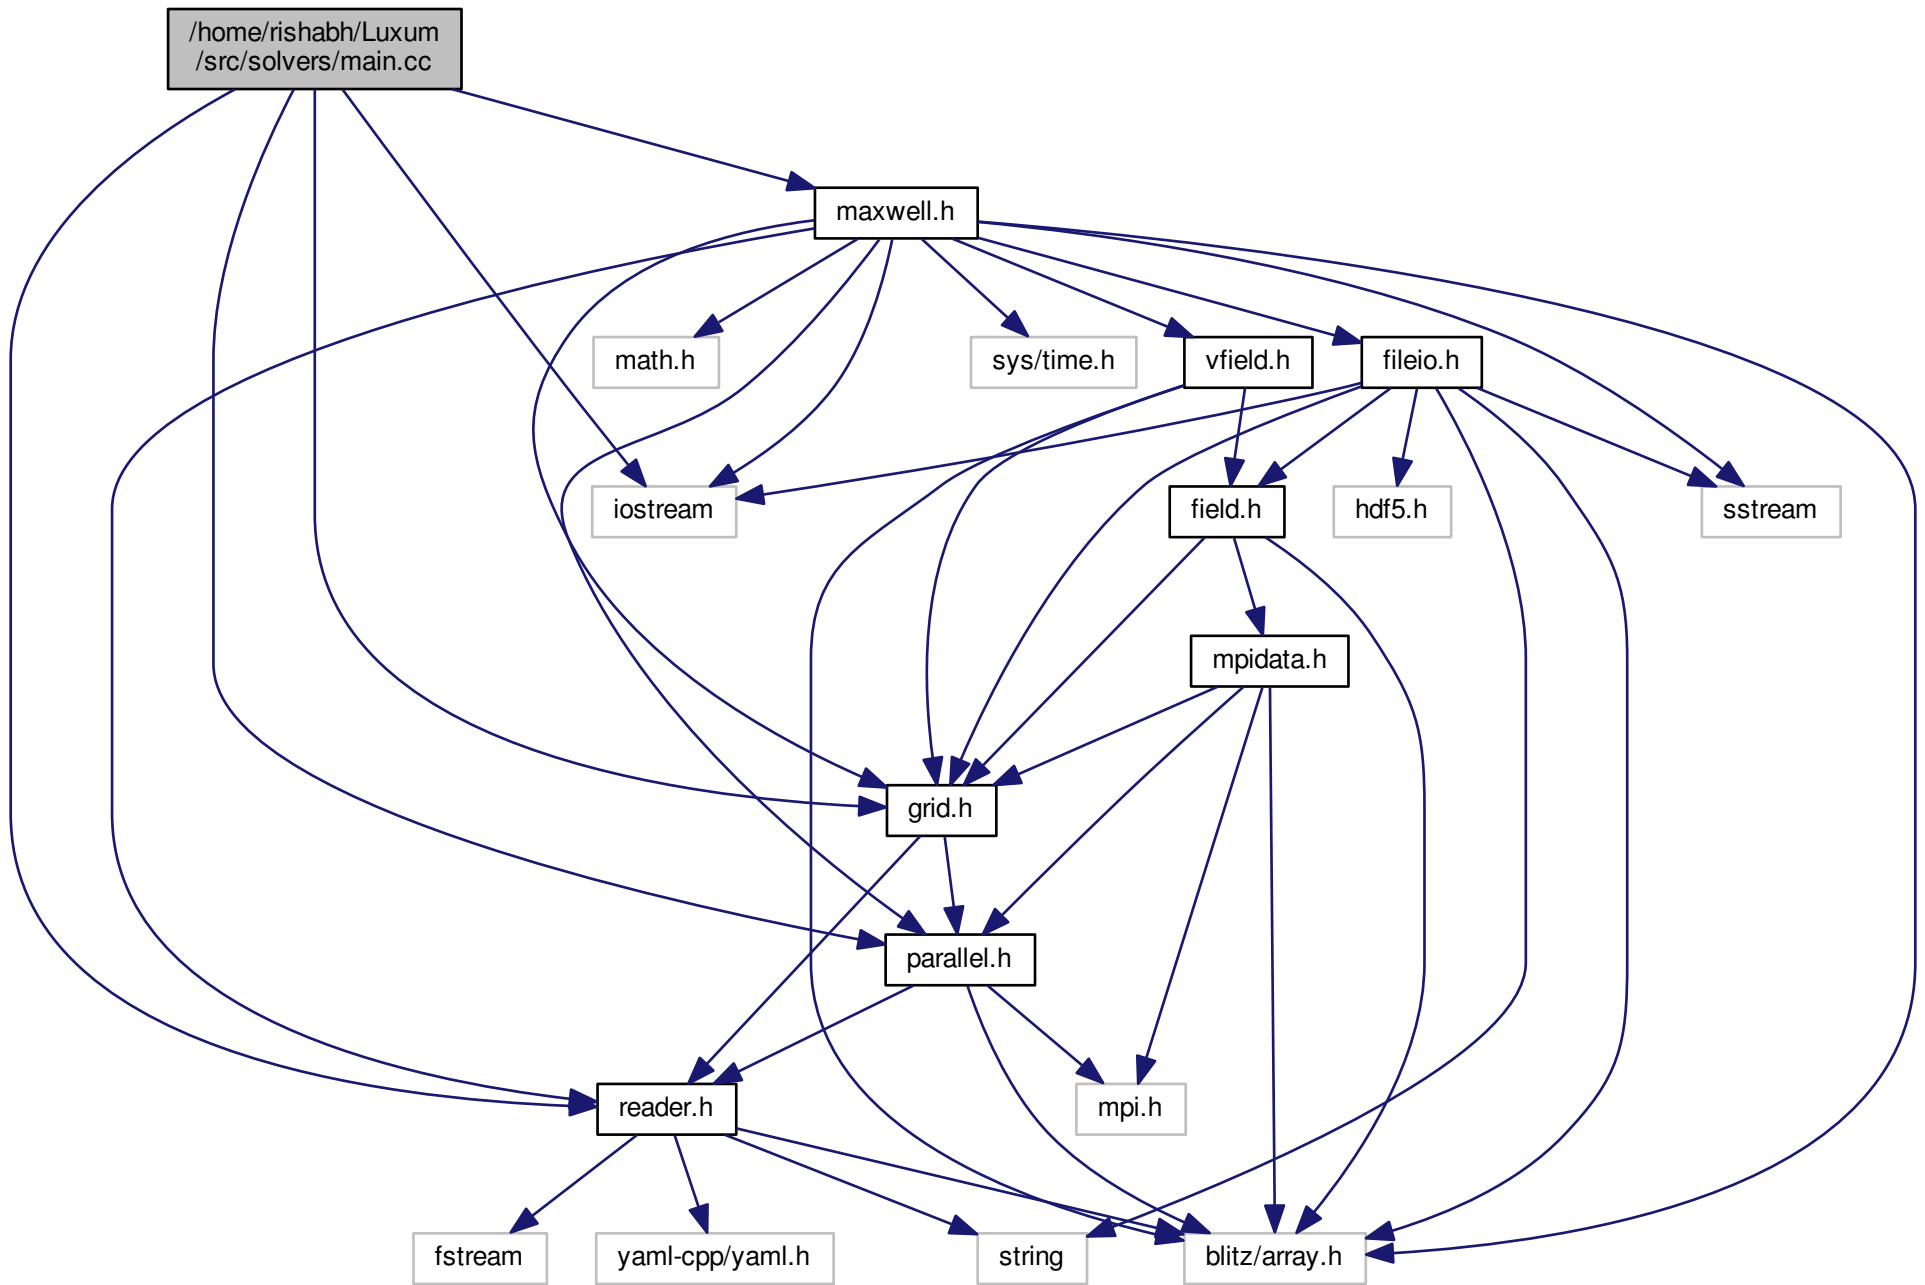 /home/rishabh/Luxum
/src/solvers/main.cc
maxwell.h
math.h
sys/time.h
vfield.h
fileio.h
iostream
field.h
hdf5.h
sstream
mpidata.h
grid.h
parallel.h
reader.h
mpi.h
fstream
yaml-cpp/yaml.h
string
blitz/array.h